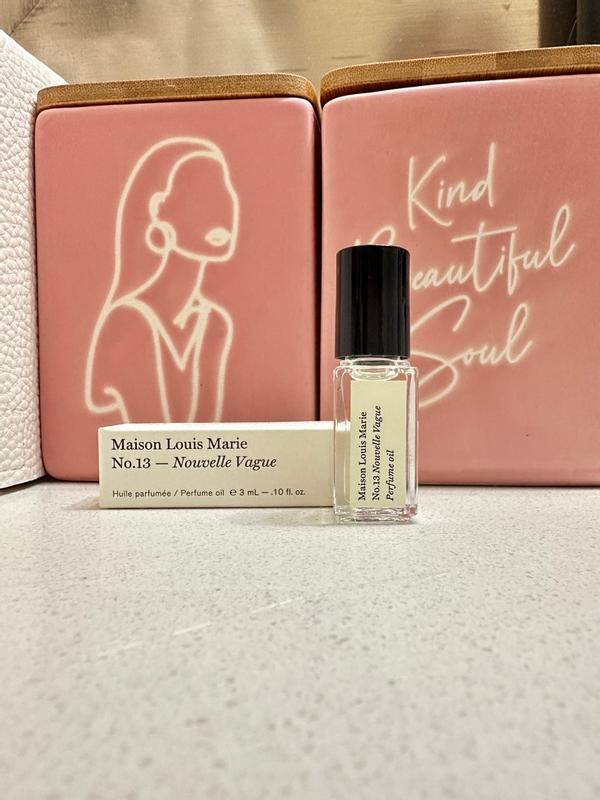 Kind
Beautiful
Soul
Maison Louis Marie
No.13 — Nouvelle Vague
Huile parfumée / Perfume oil ℮ 3 mL — .10 fl. oz.
Maison Louis Marie
No.13 Nouvelle Vague
Perfume oil